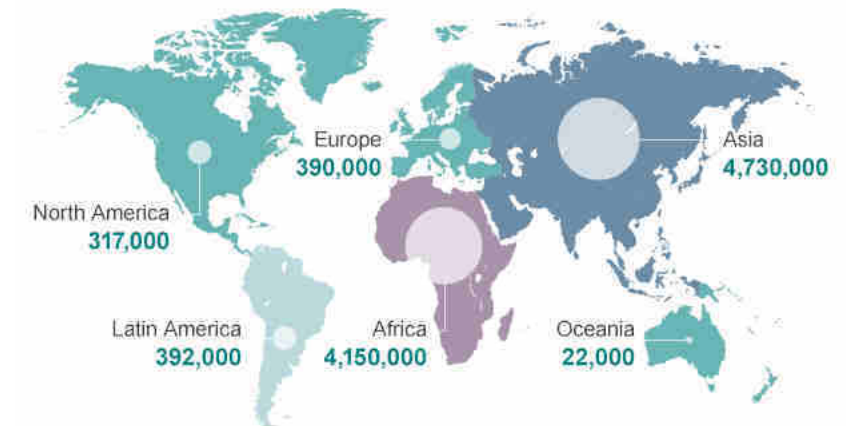 Europe
390,000
Asia
4,730,000
North America
317,000
Latin America
392,000
Africa
4,150,000
Oceania
22,000